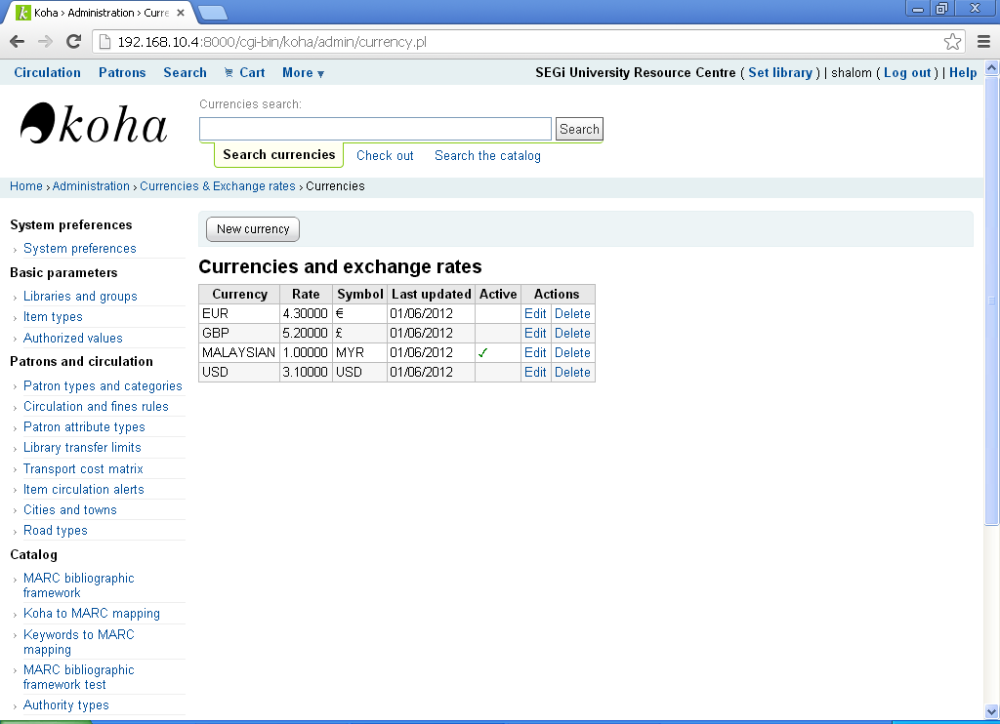 Koha › Administration › Curre
192.168.10.4:8000/cgi-bin/koha/admin/currency.pl
Circulation Patrons Search Cart More ▼ SEGi University Resource Centre ( Set library ) | shalom ( Log out ) | Help
koha
Currencies search:
Search
Search currencies Check out Search the catalog
Home › Administration › Currencies & Exchange rates › Currencies
System preferences
› System preferences
Basic parameters
› Libraries and groups
› Item types
› Authorized values
Patrons and circulation
› Patron types and categories
› Circulation and fines rules
› Patron attribute types
› Library transfer limits
› Transport cost matrix
› Item circulation alerts
› Cities and towns
› Road types
Catalog
› MARC bibliographic
framework
› Koha to MARC mapping
› Keywords to MARC
mapping
› MARC bibliographic
framework test
› Authority types
New currency
Currencies and exchange rates
Currency Rate Symbol Last updated Active Actions
EUR 4.30000 € 01/06/2012 Edit Delete
GBP 5.20000 £ 01/06/2012 Edit Delete
MALAYSIAN 1.00000 MYR 01/06/2012 ✓ Edit Delete
USD 3.10000 USD 01/06/2012 Edit Delete